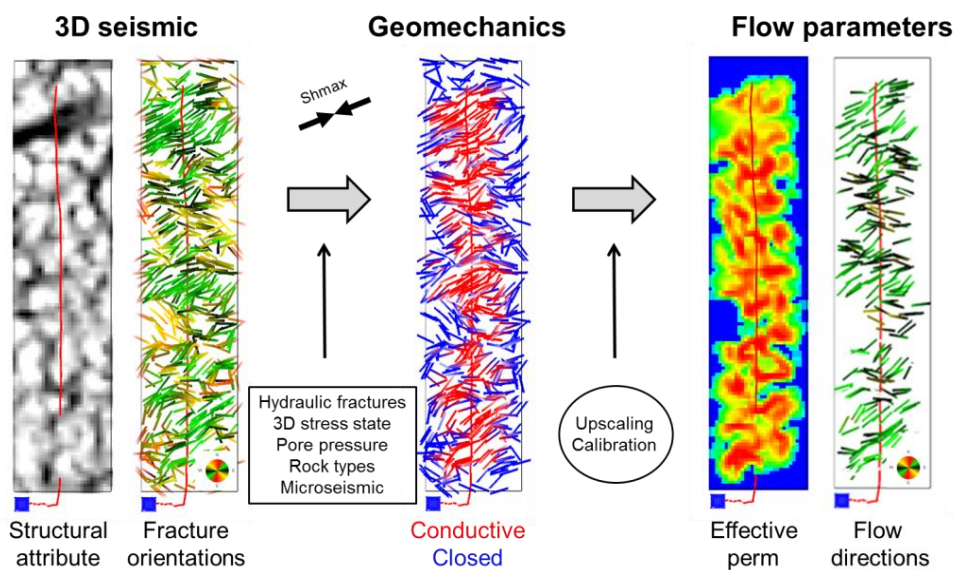 3D seismic
Geomechanics
Flow parameters
Shmax
Hydraulic fractures
3D stress state
Pore pressure
Rock types
Microseismic
Upscaling
Calibration
Structural
attribute
Fracture
orientations
Conductive
Closed
Effective
perm
Flow
directions